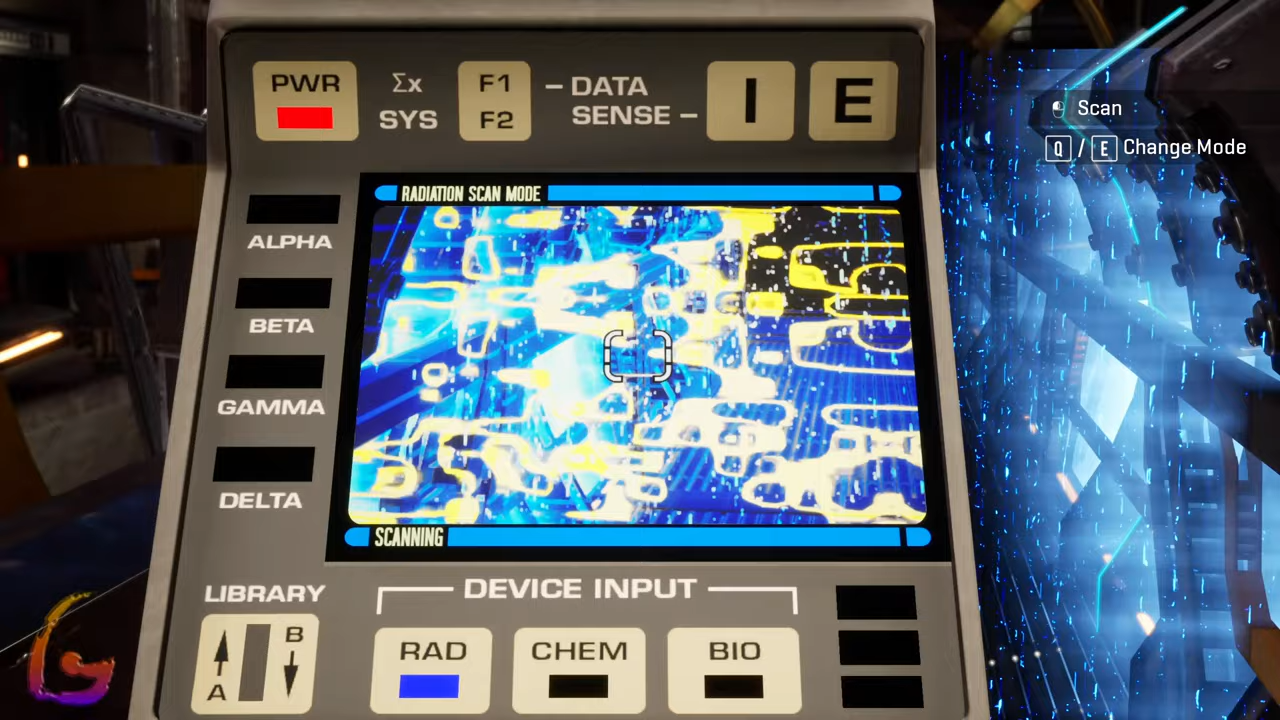 PWR
Σx
SYS
F1
F2
– DATA
SENSE –
I
E
Scan
Q / E Change Mode
RADIATION SCAN MODE
ALPHA
BETA
GAMMA
DELTA
SCANNING
LIBRARY
B
A
DEVICE INPUT
RAD
CHEM
BIO